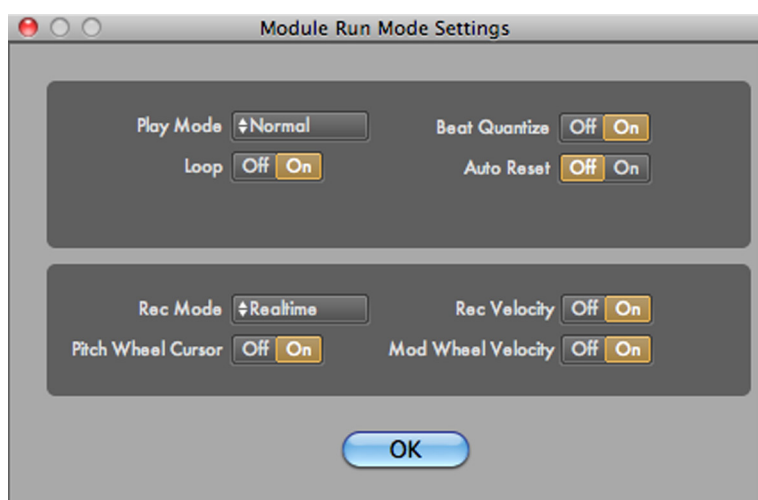 Module Run Mode Settings
Play Mode Normal Beat Quantize Off On
Loop Off On Auto Reset Off On
Rec Mode Realtime Rec Velocity Off On
Pitch Wheel Cursor Off On Mod Wheel Velocity Off On
OK